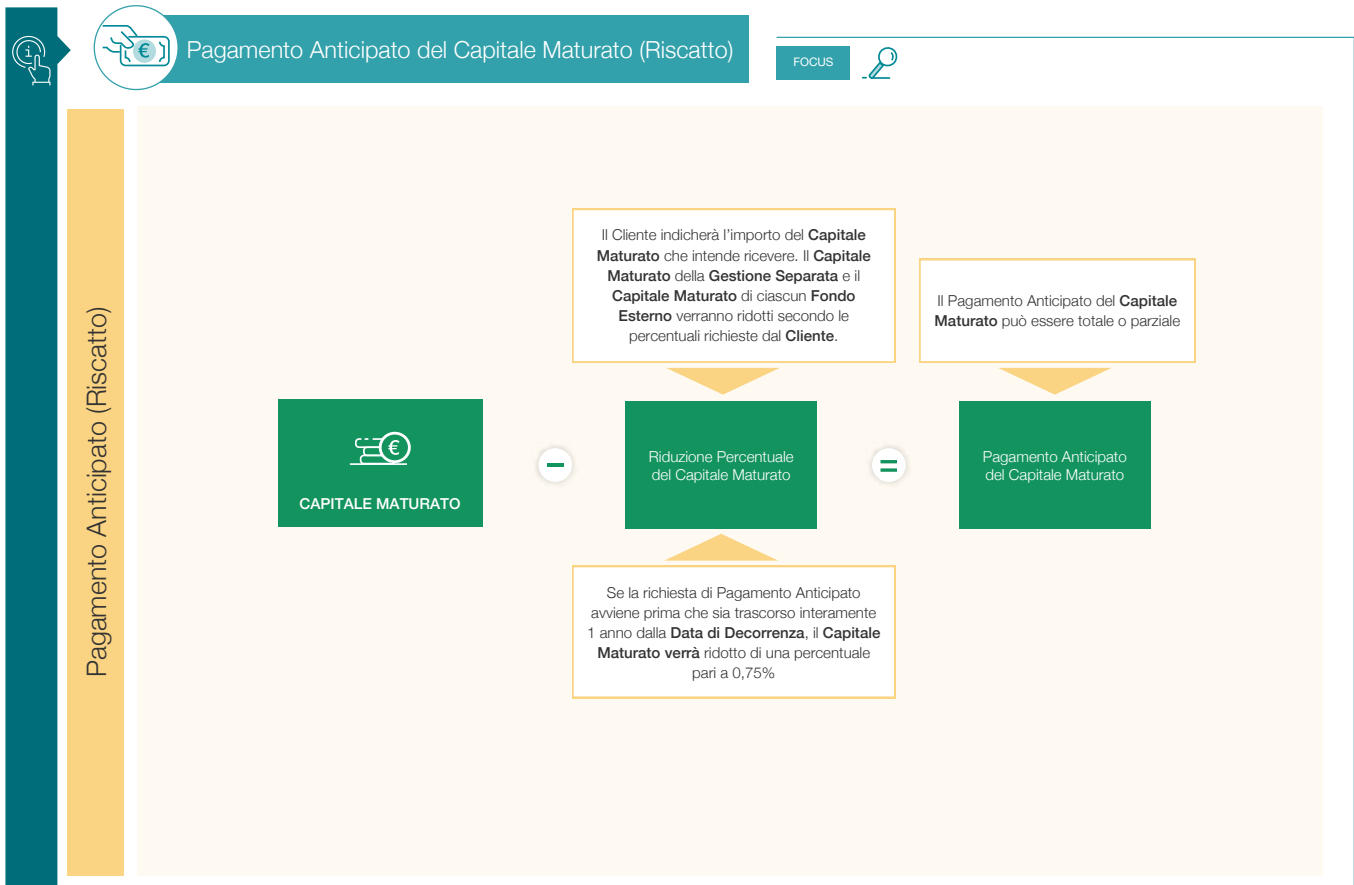 Pagamento Anticipato del Capitale Maturato (Riscatto)
FOCUS
Pagamento Anticipato (Riscatto)
Il Cliente indicherà l'importo del Capitale
Maturato che intende ricevere. Il Capitale
Maturato della Gestione Separata e il
Capitale Maturato di ciascun Fondo
Esterno verranno ridotti secondo le
percentuali richieste dal Cliente.
Il Pagamento Anticipato del Capitale
Maturato può essere totale o parziale
€
CAPITALE MATURATO
−
Riduzione Percentuale
del Capitale Maturato
=
Pagamento Anticipato
del Capitale Maturato
Se la richiesta di Pagamento Anticipato
avviene prima che sia trascorso interamente
1 anno dalla Data di Decorrenza, il Capitale
Maturato verrà ridotto di una percentuale
pari a 0,75%